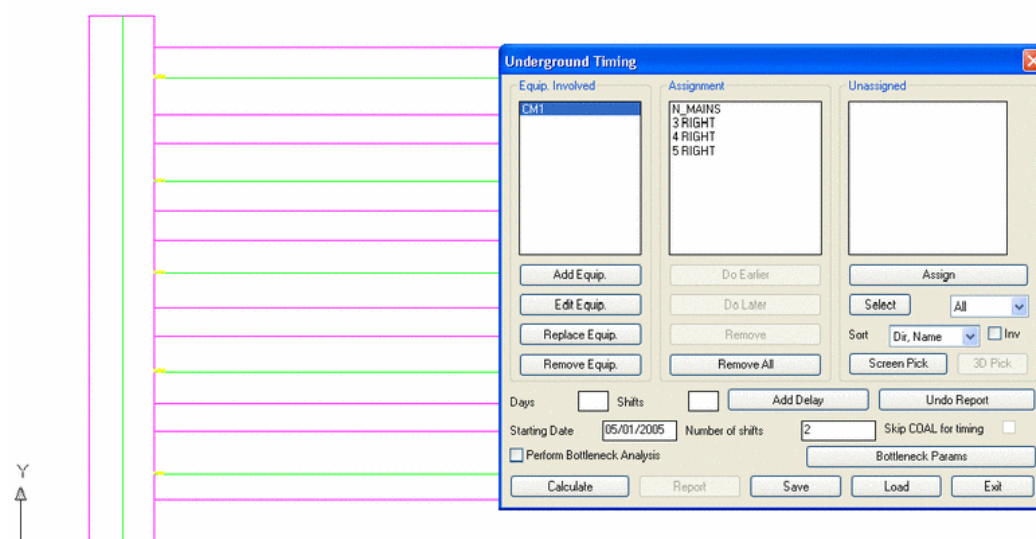 Underground Timing
Equip. Involved Assignment Unassigned
CM1 N_MAINS
3 RIGHT
4 RIGHT
5 RIGHT
Add Equip. Do Earlier Assign
Edit Equip. Do Later Select All
Replace Equip. Remove Sort Dir, Name Inv
Remove Equip. Remove All Screen Pick 3D Pick
Days Shifts Add Delay Undo Report
Starting Date 05/01/2005 Number of shifts 2 Skip COAL for timing
Perform Bottleneck Analysis Bottleneck Params
Calculate Report Save Load Exit
Y